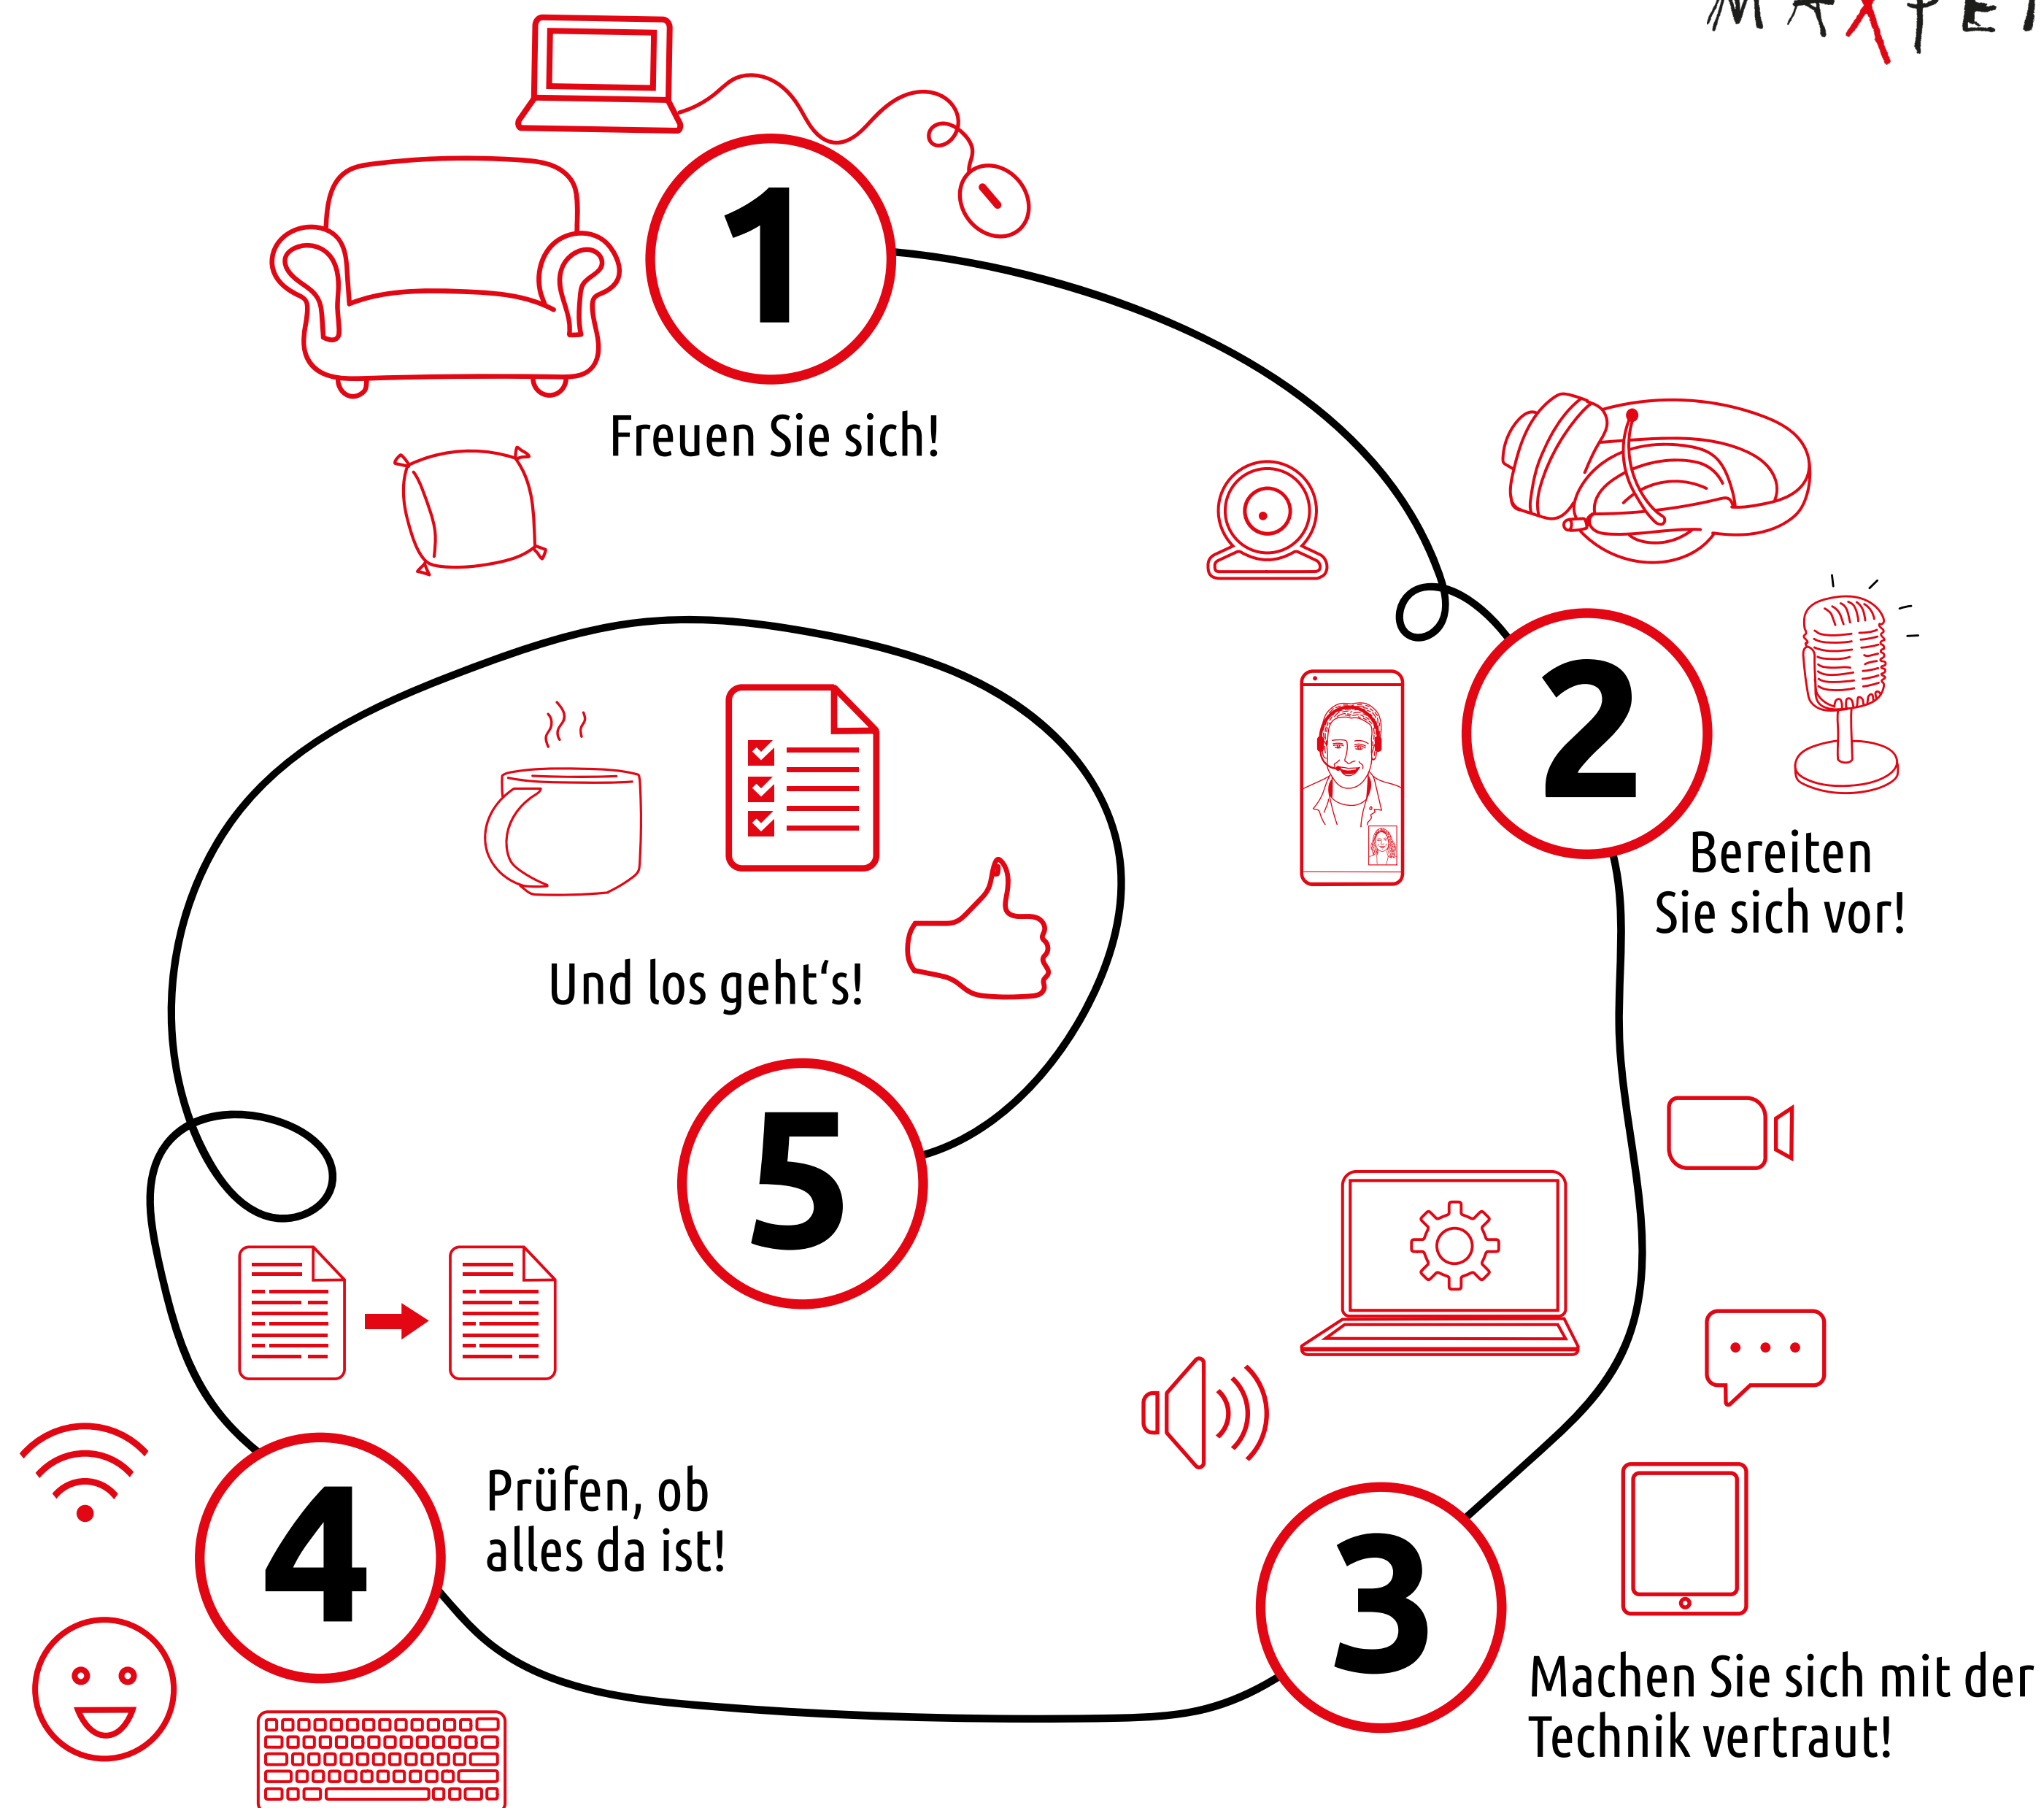 1
Freuen Sie sich!
2
Bereiten
Sie sich vor!
3
Machen Sie sich mit der
Technik vertraut!
4
Prüfen, ob
alles da ist!
Und los geht‘s!
5